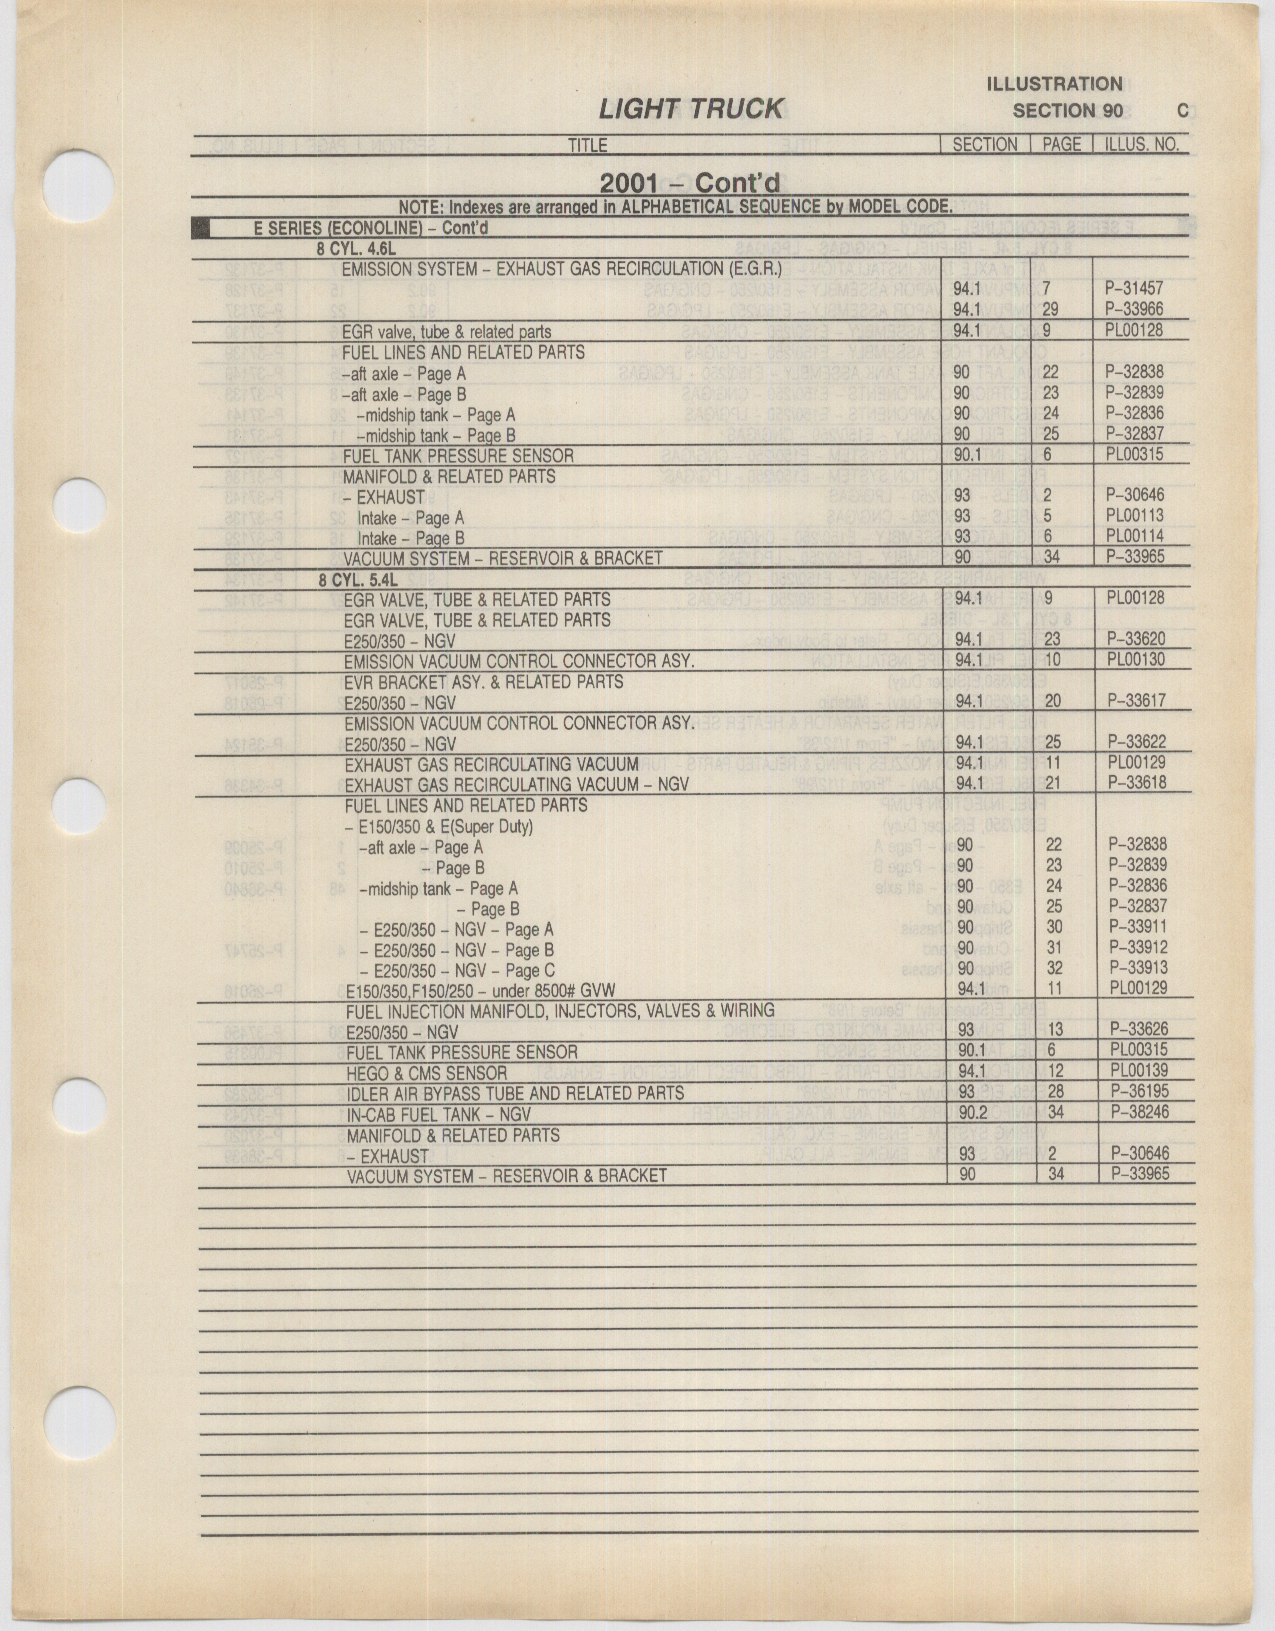 ILLUSTRATION
LIGHT TRUCK SECTION 90 C
TITLE SECTION PAGE ILLUS. NO.
2001 – Cont'd
NOTE: Indexes are arranged in ALPHABETICAL SEQUENCE by MODEL CODE.
E SERIES (ECONOLINE) – Cont'd
8 CYL. 4.6L
EMISSION SYSTEM – EXHAUST GAS RECIRCULATION (E.G.R.)
94.1 7 P–31457
94.1 29 P–33966
EGR valve, tube & related parts 94.1 9 PL00128
FUEL LINES AND RELATED PARTS
–aft axle – Page A 90 22 P–32838
–aft axle – Page B 90 23 P–32839
–midship tank – Page A 90 24 P–32836
–midship tank – Page B 90 25 P–32837
FUEL TANK PRESSURE SENSOR 90.1 6 PL00315
MANIFOLD & RELATED PARTS
– EXHAUST 93 2 P–30646
Intake – Page A 93 5 PL00113
Intake – Page B 93 6 PL00114
VACUUM SYSTEM – RESERVOIR & BRACKET 90 34 P–33965
8 CYL. 5.4L
EGR VALVE, TUBE & RELATED PARTS 94.1 9 PL00128
EGR VALVE, TUBE & RELATED PARTS
E250/350 – NGV 94.1 23 P–33620
EMISSION VACUUM CONTROL CONNECTOR ASY. 94.1 10 PL00130
EVR BRACKET ASY. & RELATED PARTS
E250/350 – NGV 94.1 20 P–33617
EMISSION VACUUM CONTROL CONNECTOR ASY.
E250/350 – NGV 94.1 25 P–33622
EXHAUST GAS RECIRCULATING VACUUM 94.1 11 PL00129
EXHAUST GAS RECIRCULATING VACUUM – NGV 94.1 21 P–33618
FUEL LINES AND RELATED PARTS
– E150/350 & E(Super Duty)
–aft axle – Page A 90 22 P–32838
– Page B 90 23 P–32839
–midship tank – Page A 90 24 P–32836
– Page B 90 25 P–32837
– E250/350 – NGV – Page A 90 30 P–33911
– E250/350 – NGV – Page B 90 31 P–33912
– E250/350 – NGV – Page C 90 32 P–33913
E150/350,F150/250 – under 8500# GVW 94.1 11 PL00129
FUEL INJECTION MANIFOLD, INJECTORS, VALVES & WIRING
E250/350 – NGV 93 13 P–33626
FUEL TANK PRESSURE SENSOR 90.1 6 PL00315
HEGO & CMS SENSOR 94.1 12 PL00139
IDLER AIR BYPASS TUBE AND RELATED PARTS 93 28 P–36195
IN-CAB FUEL TANK – NGV 90.2 34 P–38246
MANIFOLD & RELATED PARTS
– EXHAUST 93 2 P–30646
VACUUM SYSTEM – RESERVOIR & BRACKET 90 34 P–33965